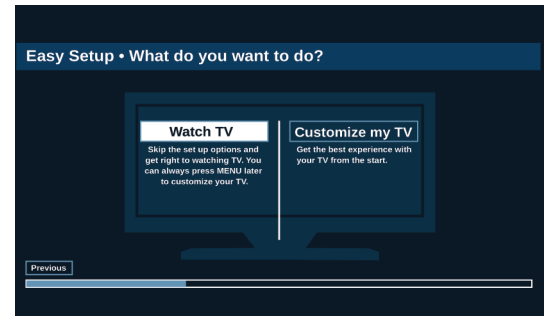 Easy Setup • What do you want to do?
Watch TV
Skip the set up options and
get right to watching TV. You
can always press MENU later
to customize your TV.
Customize my TV
Get the best experience with
your TV from the start.
Previous